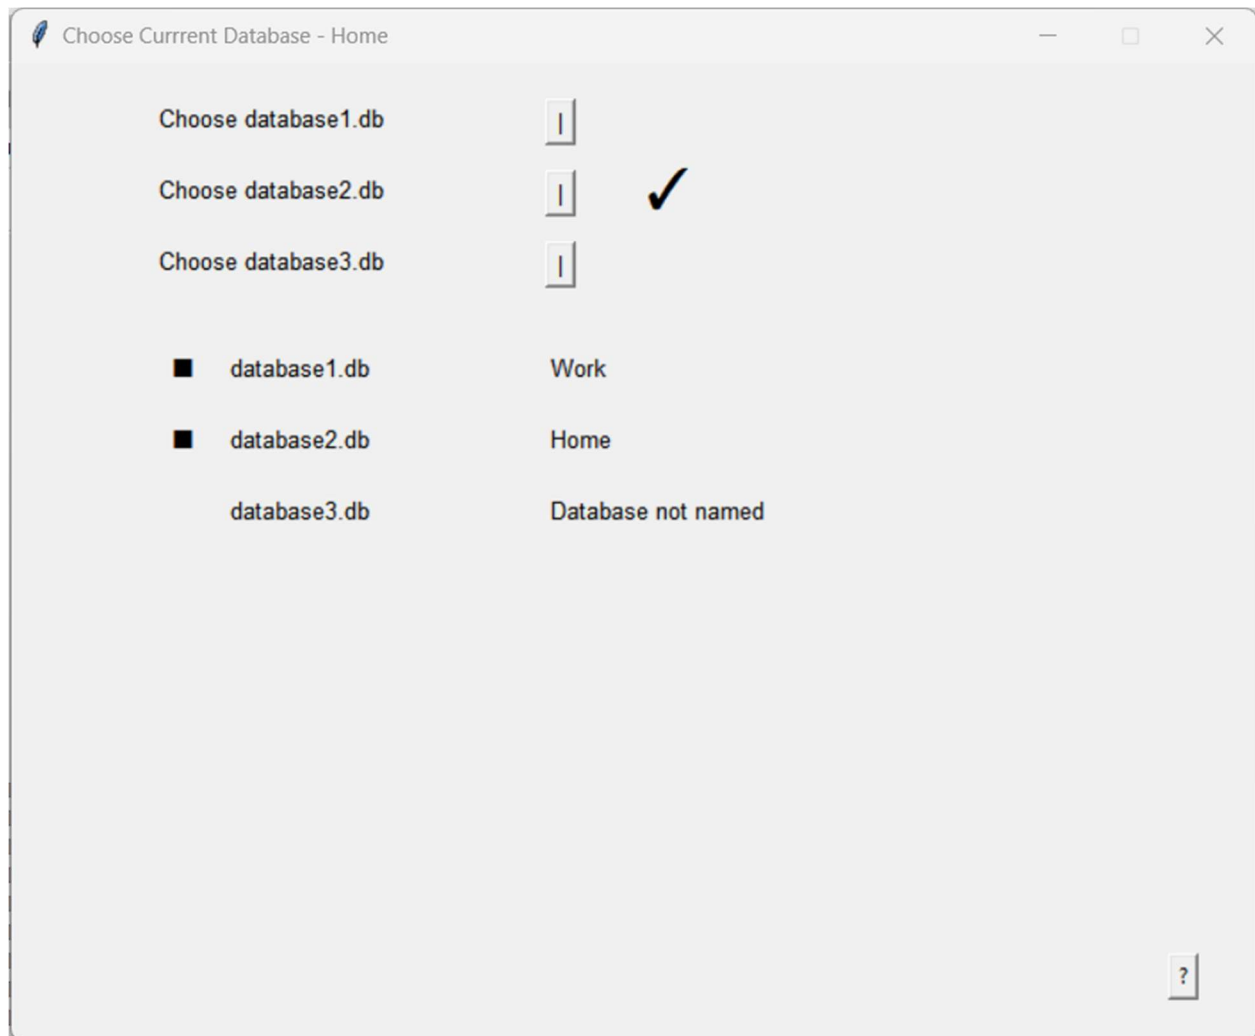 Choose Currrent Database - Home
Choose database1.db |
Choose database2.db | ✓
Choose database3.db |
■ database1.db Work
■ database2.db Home
database3.db Database not named
?